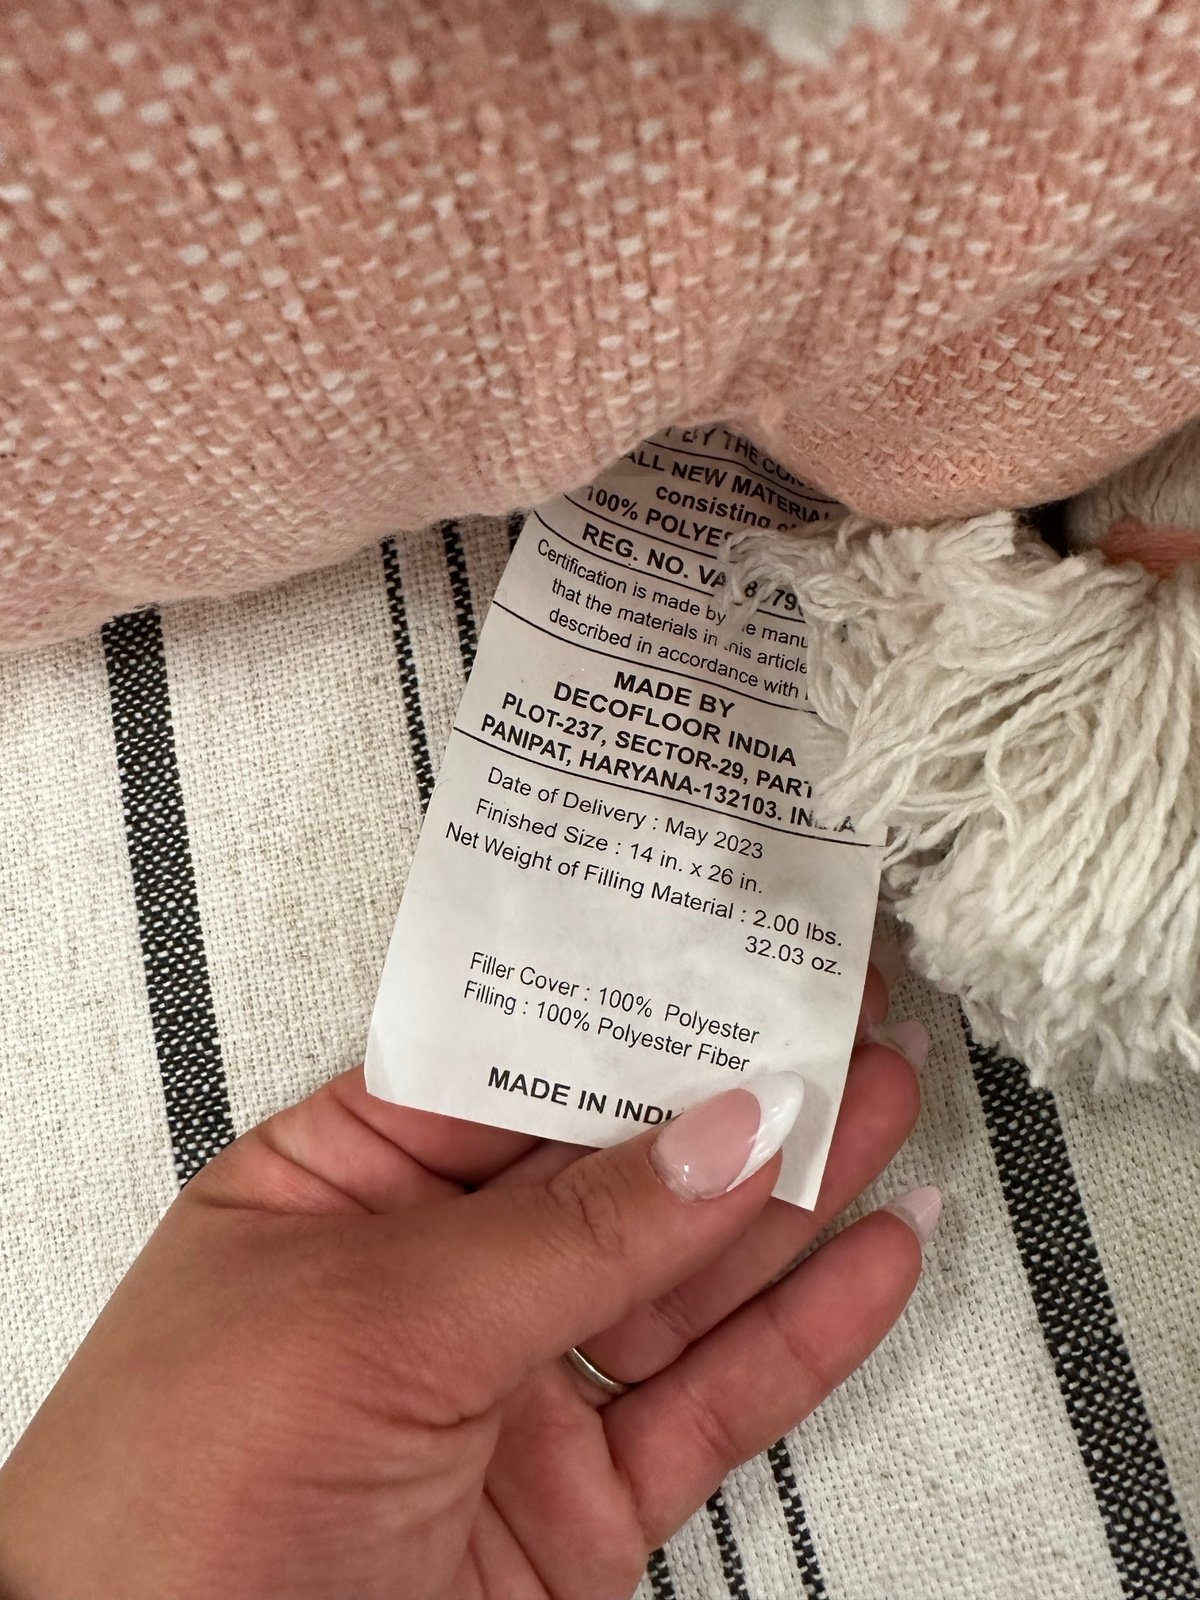 BY THE
ALL NEW MATERIAL
consisting
100%
REG. NO.
Certification is made by
that the materials in this article
described in accordance with
MADE BY
DECOFLOOR INDIA
PLOT-237, SECTOR-29, PART
PANIPAT, HARYANA-132103. INDIA
Date of Delivery : May 2023
Finished Size : 14 in. x 26 in.
Net Weight of Filling Material : 2.00 lbs.
32.03 oz.
Filler Cover : 100% Polyester
Filling : 100% Polyester Fiber
MADE IN